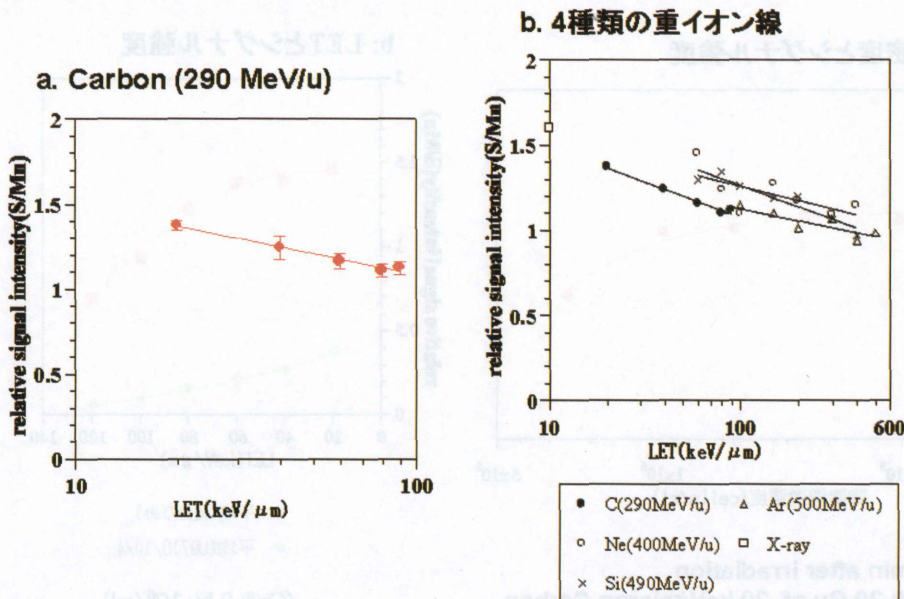 b. 4種類の重イオン線
a. Carbon (290 MeV/u)
relative signal intensity(S/Mn)
2
1.5
1
0.5
0
10
100
LET(keV/μm)
relative signal intensity(S/Mn)
2
1.5
1
0.5
0
10
100
600
LET(keV/μm)
C(290MeV/u)
Ar(500MeV/u)
Ne(400MeV/u)
X-ray
Si(490MeV/u)